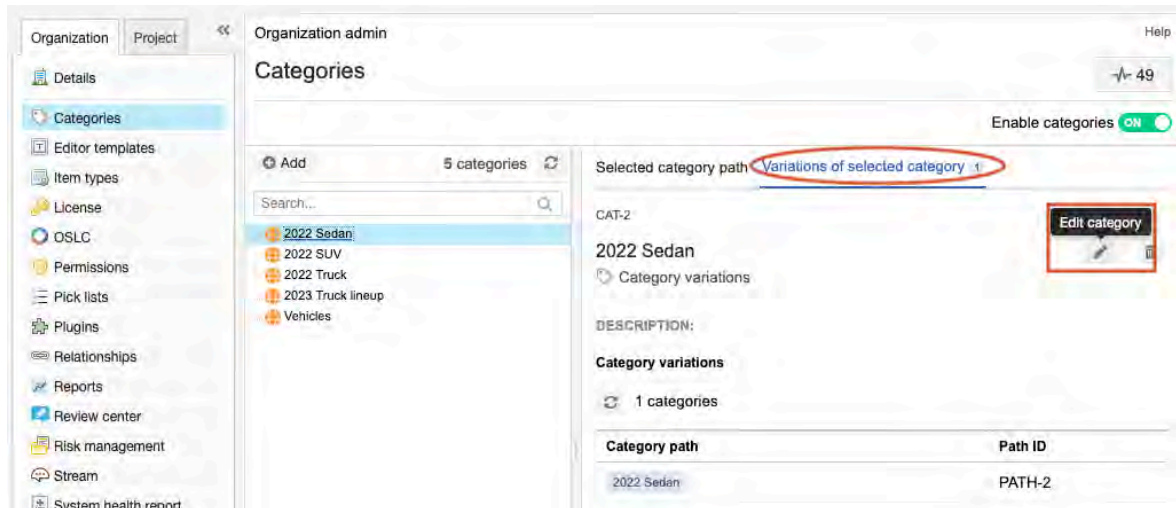 Organization Project
Details
Categories
Editor templates
Item types
License
OSLC
Permissions
Pick lists
Plugins
Relationships
Reports
Review center
Risk management
Stream
System health report
Organization admin
Help
Categories
49
Enable categories ON
Add 5 categories
Search...
2022 Sedan
2022 SUV
2022 Truck
2023 Truck lineup
Vehicles
Selected category path Variations of selected category 1
CAT-2
Edit category
2022 Sedan
Category variations
DESCRIPTION:
Category variations
1 categories
Category path Path ID
2022 Sedan PATH-2